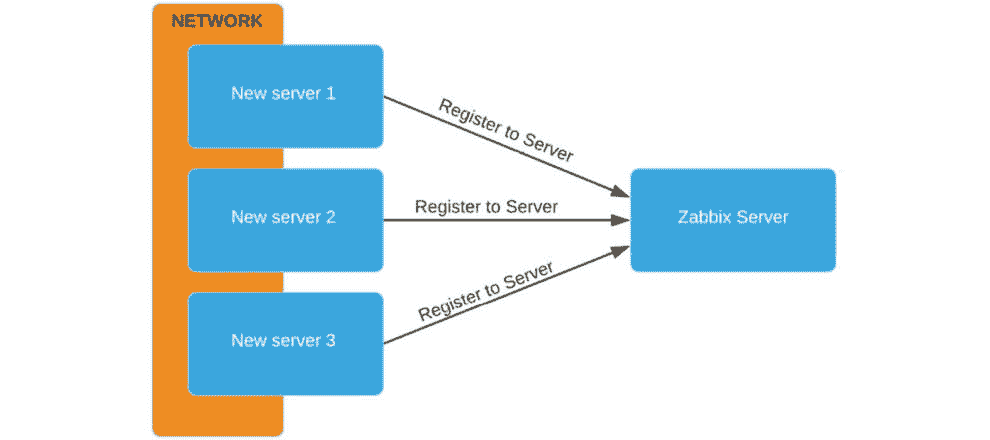 NETWORK
New server 1
Register to Server
New server 2
Register to Server
Zabbix Server
New server 3
Register to Server